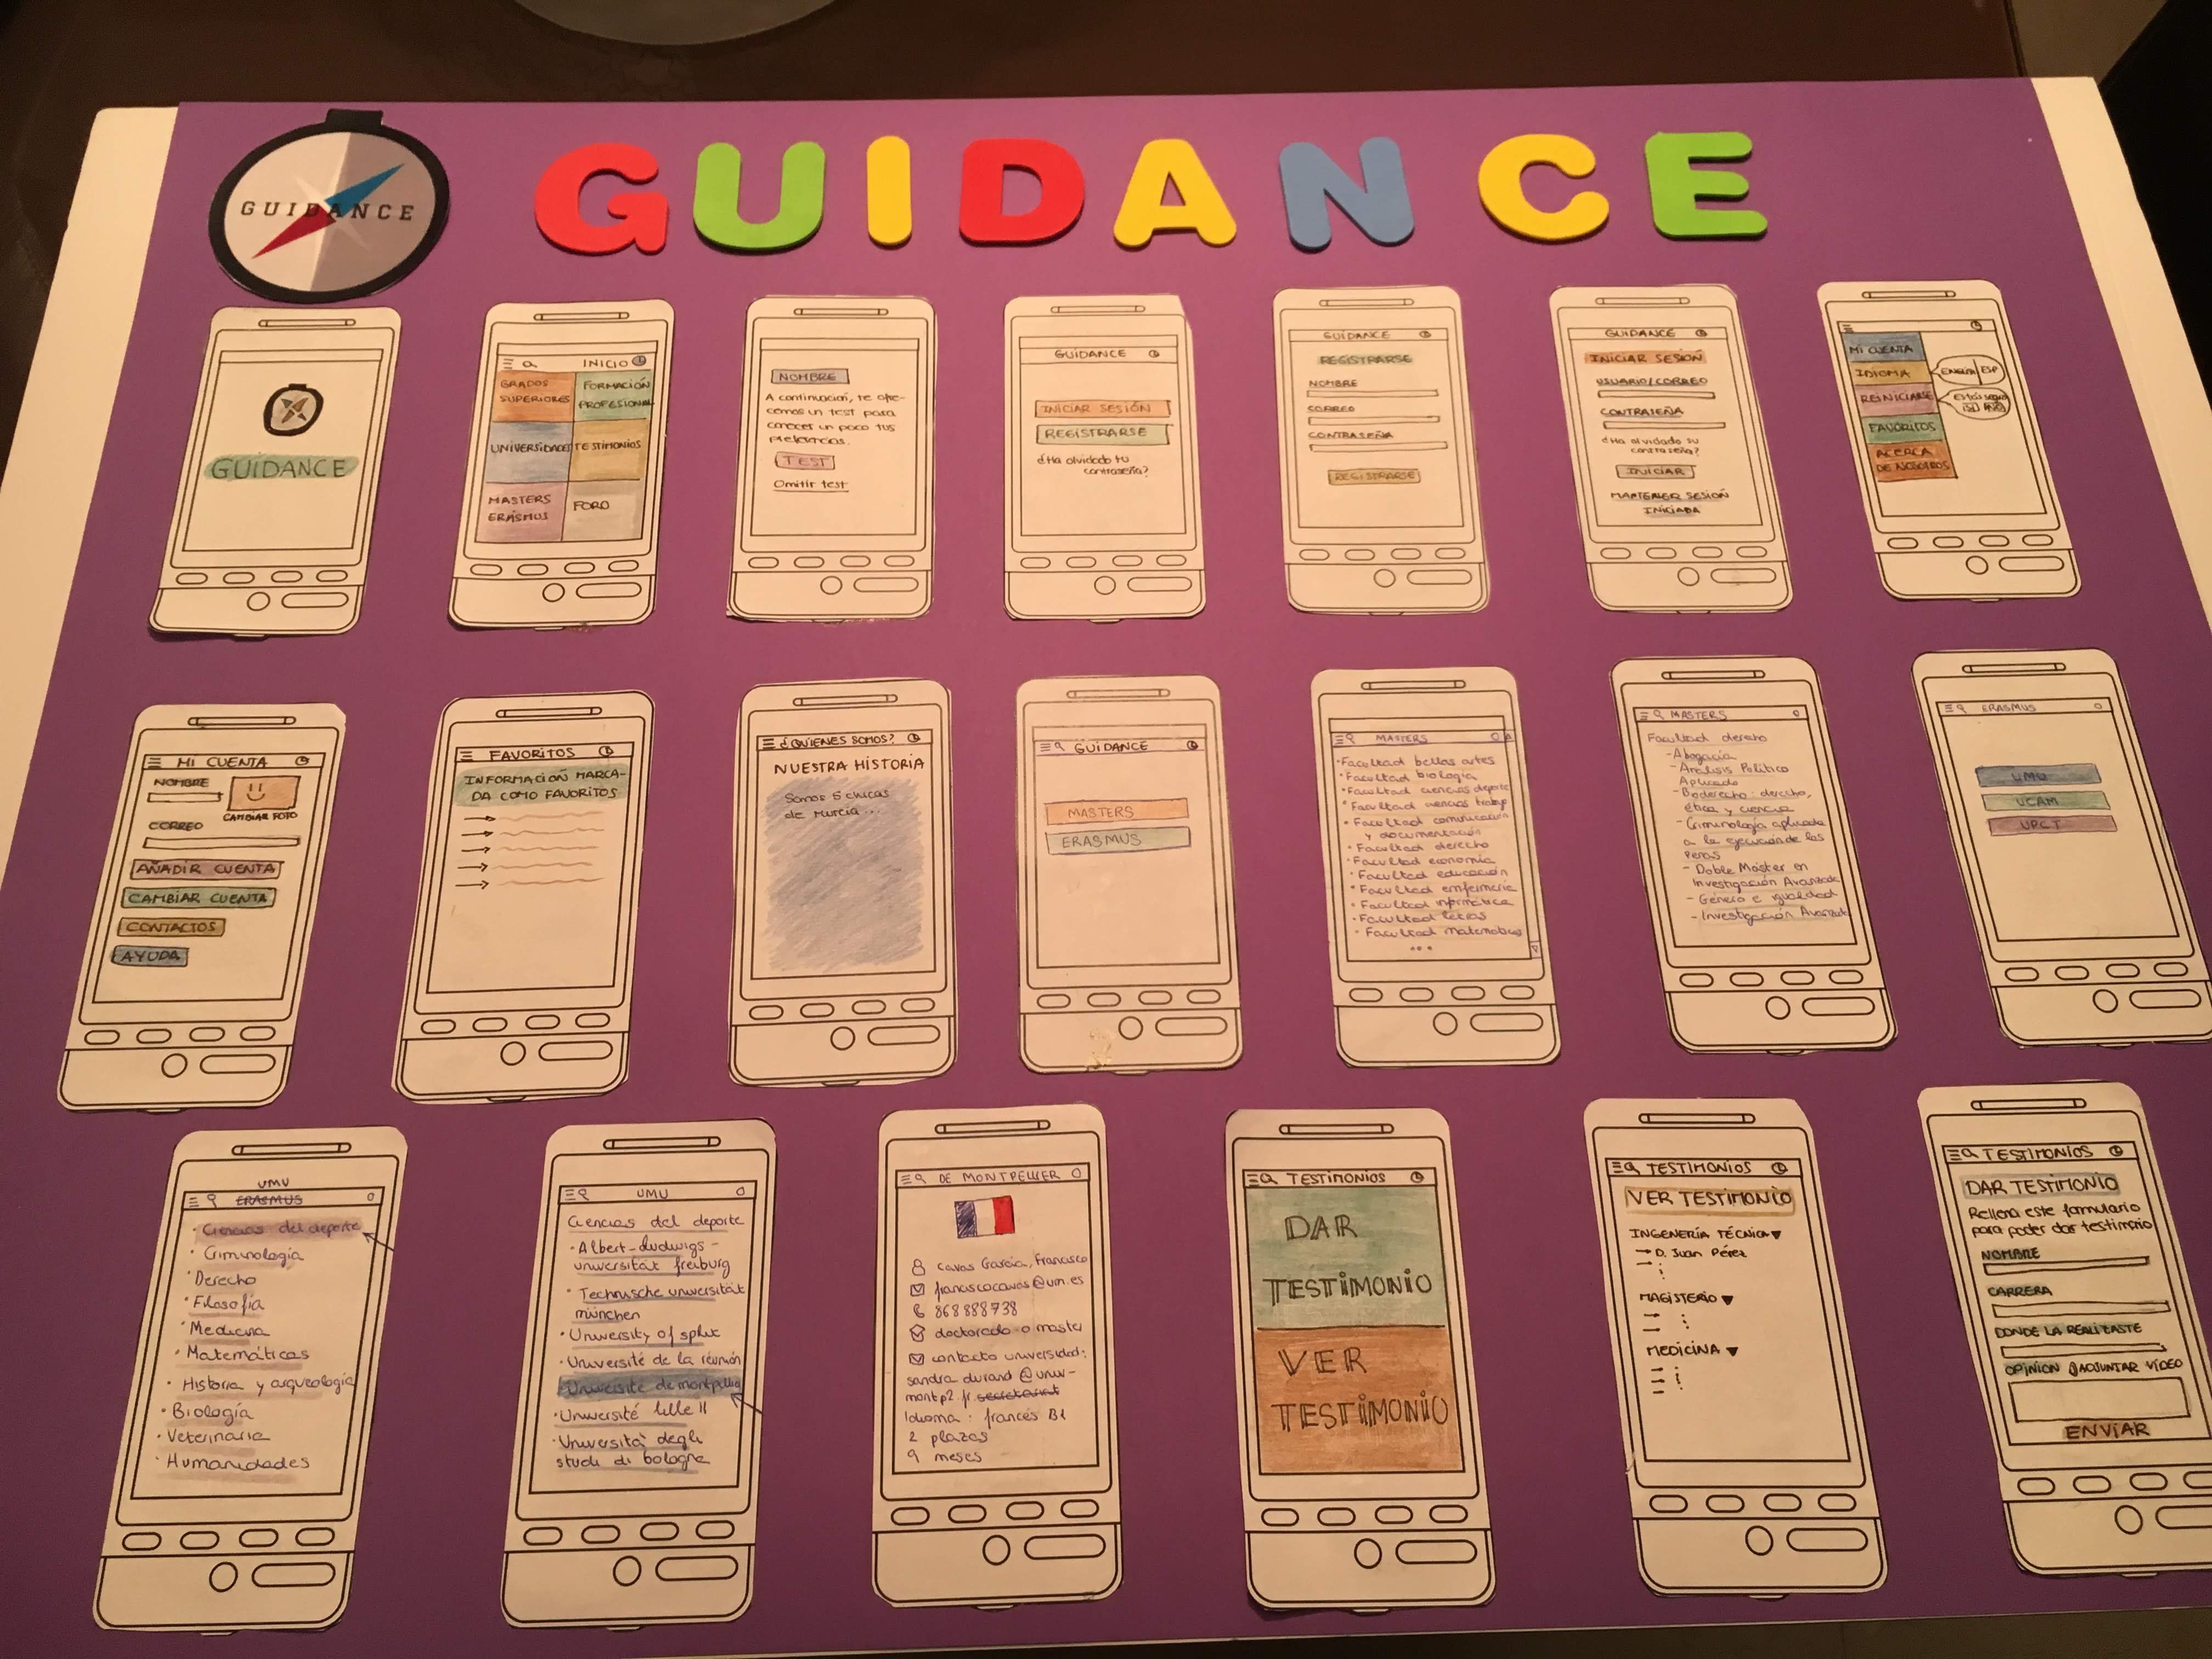 GUIDANCE
GUIDANCE
GUIDANCE
INICIO
GRADOS
SUPERIORES
FORMACIÓN
PROFESIONAL
UNIVERSIDADES
TESTIMONIOS
MASTERS
ERASMUS
FORO
NOMBRE
A continuación, te ofre-
cemos un test para
conocer un poco tus
preferencias.
TEST
Omitir test
GUIDANCE
INICIAR SESIÓN
REGISTRARSE
¿Ha olvidado tu
contraseña?
GUIDANCE
REGISTRARSE
NOMBRE
CORREO
CONTRASEÑA
REGISTRARSE
GUIDANCE
INICIAR SESIÓN
USUARIO/CORREO
CONTRASEÑA
¿Ha olvidado su
contraseña?
INICIAR
MANTENER SESIÓN
INICIADA
MI CUENTA
IDIOMA
ESP
REINICIARSE
FAVORITOS
ACERCA
DE NOSOTROS
MI CUENTA
NOMBRE
CAMBIAR FOTO
CORREO
AÑADIR CUENTA
CAMBIAR CUENTA
CONTACTOS
AYUDA
FAVORITOS
INFORMACIÓN MARCA-
DA COMO FAVORITOS
¿QUIENES SOMOS?
NUESTRA HISTORIA
Somos 5 chicas
de Murcia...
GUIDANCE
MASTERS
ERASMUS
MASTERS
·Facultad bellas artes
·Facultad biología
·Facultad ciencias deporte
·Facultad ciencias trabajo
·Facultad comunicación
y documentación
·Facultad derecho
·Facultad economía
·Facultad educación
·Facultad enfermería
·Facultad informática
·Facultad letras
·Facultad matemáticas
...
MASTERS
Facultad derecho
-Abogacía
-Análisis Político
Aplicado
-Bioderecho: derecho,
ética y ciencia
-Criminología aplicada
a la ejecución de las
penas
- Doble Máster en
Investigación Avanzada
- Género e igualdad
- Investigación Avanzada
ERASMUS
UMU
UCAM
UPCT
UMU
ERASMUS
·Ciencias del deporte
·Criminología
·Derecho
·Filosofía
·Medicina
·Matemáticas
·Historia y arqueología
·Biología
·Veterinaria
·Humanidades
UMU
Ciencias del deporte
·Albert-Ludwigs-
universität freiburg
·Technische universität
münchen
·University of split
·Université de la réunión
Université de montpellier
·Université lille II
·Università degli
studi di bologna
DE MONTPELLIER
Cavas García, Francisco
franciscocavas@um.es
868888738
doctorado o master
contacto universidad:
sandra durand @univ-
montp2.fr. secretariat
Idioma: francés B1
2 plazas
9 meses
TESTIMONIOS
DAR
TESTIMONIO
VER
TESTIMONIO
TESTIMONIOS
VER TESTIMONIO
INGENERÍA TÉCNICA▼
→ D. Juan Pérez
MAGISTERIO ▼
MEDICINA ▼
TESTIMONIOS
DAR TESTIMONIO
Rellena este formulario
para poder dar testimonio
NOMBRE
CARRERA
DONDE LA REALIZASTE
OPINION ADJUNTAR VÍDEO
ENVIAR